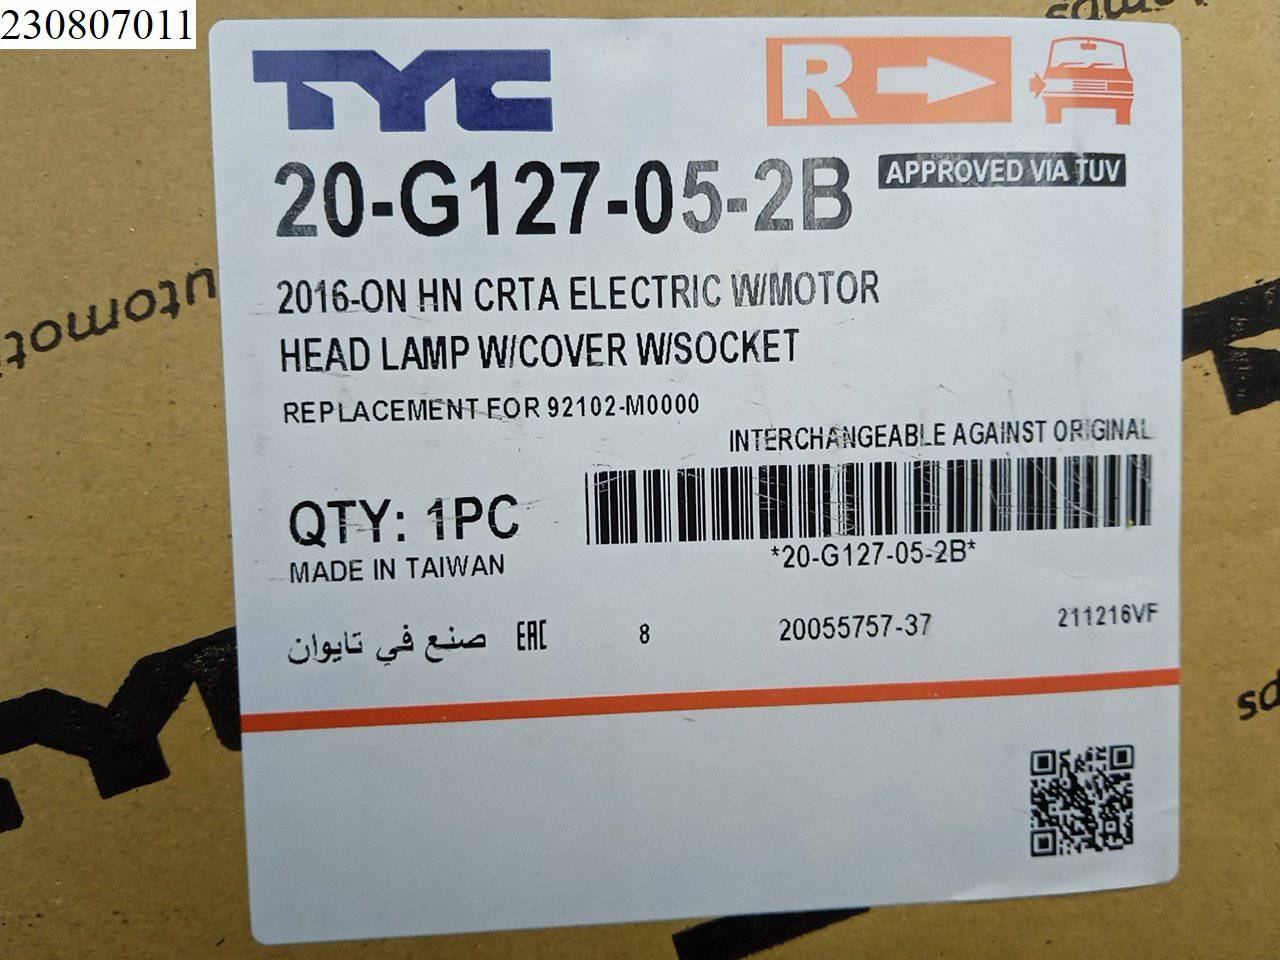 230807011
TYC
R
20-G127-05-2B
APPROVED VIA TUV
2016-ON HN CRTA ELECTRIC W/MOTOR
HEAD LAMP W/COVER W/SOCKET
REPLACEMENT FOR 92102-M0000
INTERCHANGEABLE AGAINST ORIGINAL
QTY: 1PC
*20-G127-05-2B*
MADE IN TAIWAN
صنع في تايوان EAC 8 20055757-37 211216VF